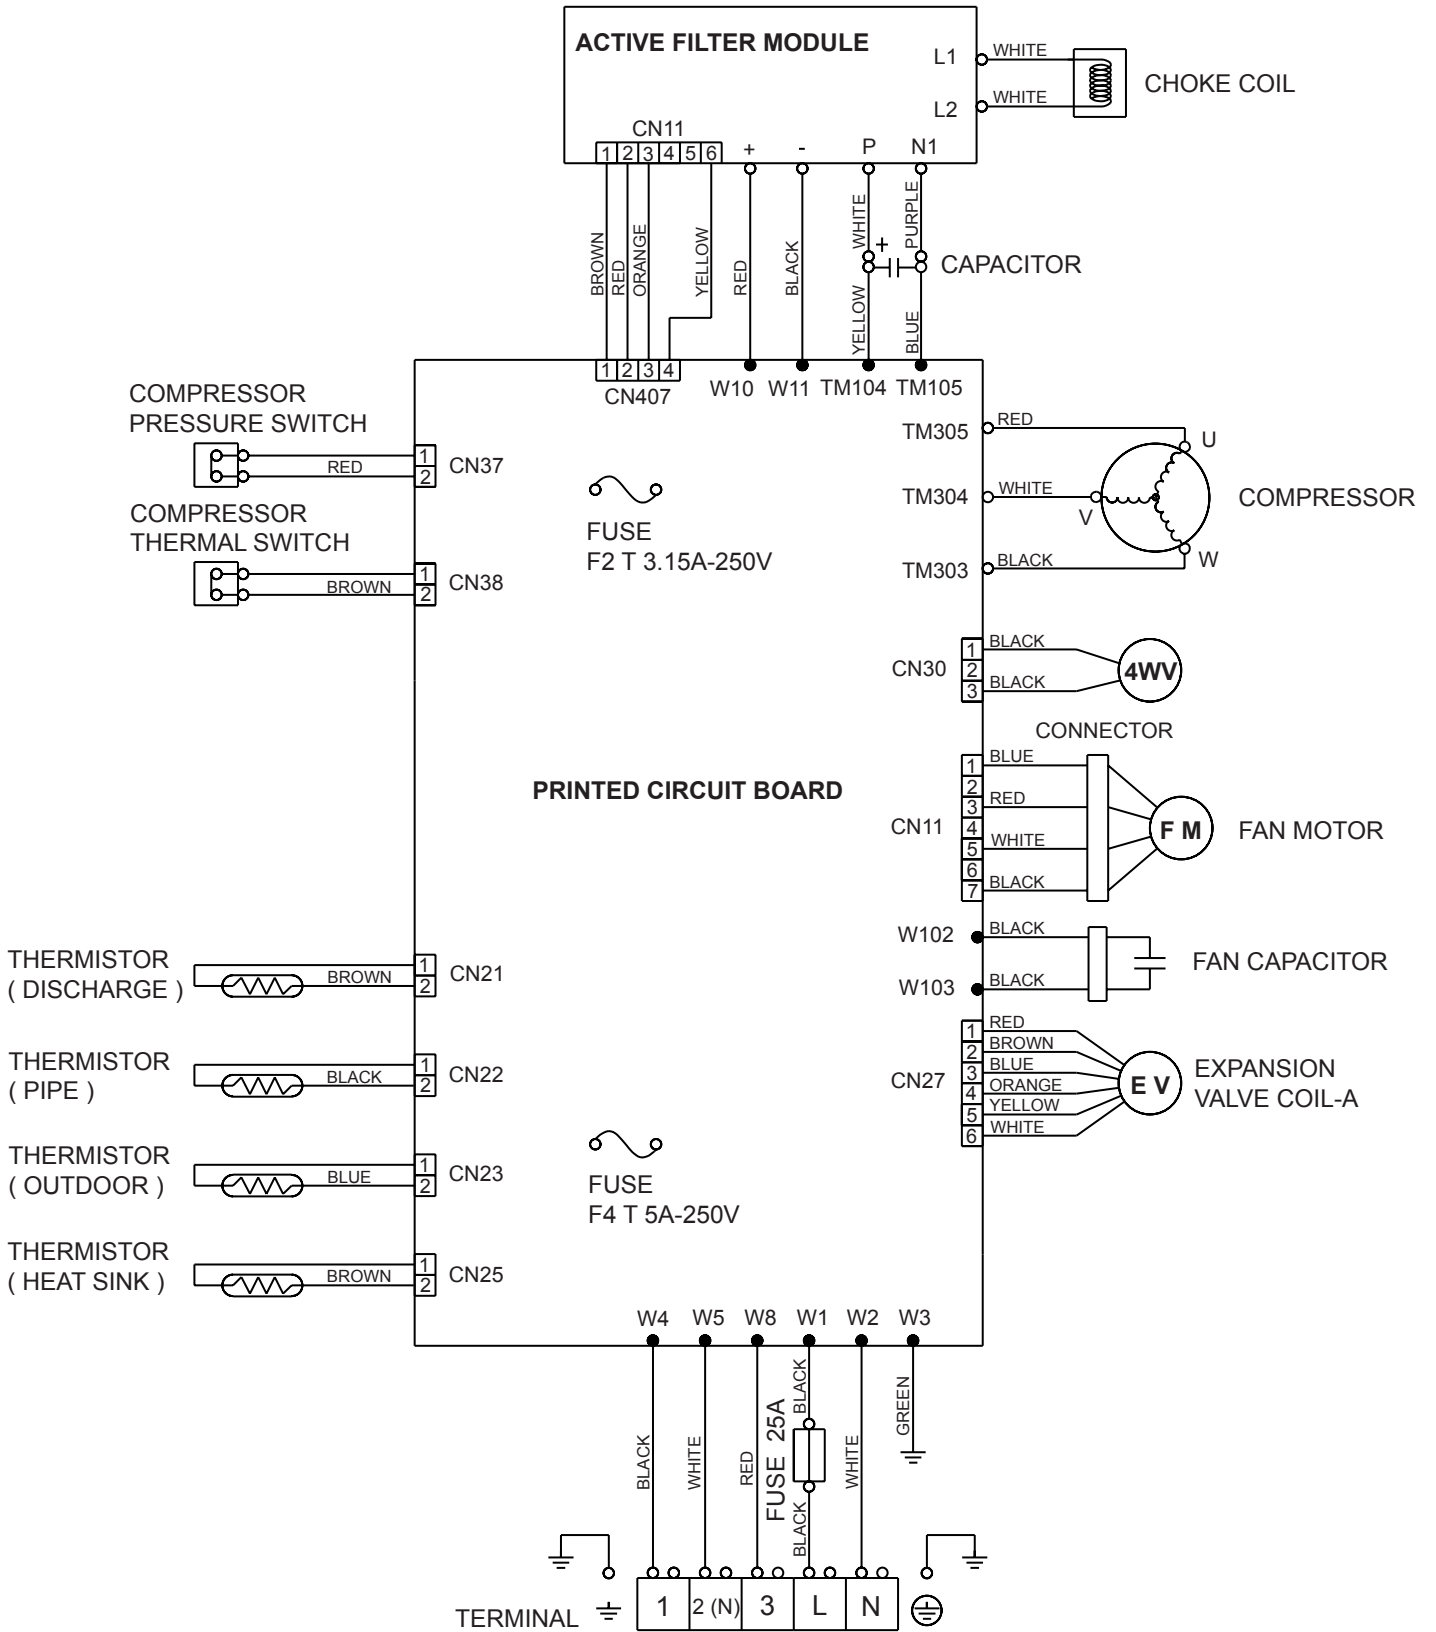 ACTIVE FILTER MODULE
L1
WHITE
CHOKE COIL
L2
WHITE
CN11
1 2 3 4 5 6
+
-
P
N1
BROWN
RED
ORANGE
YELLOW
RED
BLACK
WHITE
PURPLE
+
CAPACITOR
YELLOW
BLUE
1 2 3 4
CN407
W10
W11
TM104
TM105
COMPRESSOR
PRESSURE SWITCH
RED
1
2
CN37
COMPRESSOR
THERMAL SWITCH
BROWN
1
2
CN38
FUSE
F2 T 3.15A-250V
TM305
RED
U
TM304
WHITE
V
COMPRESSOR
TM303
BLACK
W
CN30
1
2
3
BLACK
BLACK
4WV
CONNECTOR
PRINTED CIRCUIT BOARD
CN11
1
2
3
4
5
6
7
BLUE
RED
WHITE
BLACK
F M
FAN MOTOR
W102
BLACK
W103
BLACK
FAN CAPACITOR
THERMISTOR
( DISCHARGE )
BROWN
1
2
CN21
THERMISTOR
( PIPE )
BLACK
1
2
CN22
THERMISTOR
( OUTDOOR )
BLUE
1
2
CN23
THERMISTOR
( HEAT SINK )
BROWN
1
2
CN25
CN27
1
2
3
4
5
6
RED
BROWN
BLUE
ORANGE
YELLOW
WHITE
E V
EXPANSION
VALVE COIL-A
FUSE
F4 T 5A-250V
W4
W5
W8
W1
W2
W3
BLACK
WHITE
RED
FUSE 25A
BLACK
BLACK
WHITE
GREEN
TERMINAL
1
2 (N)
3
L
N